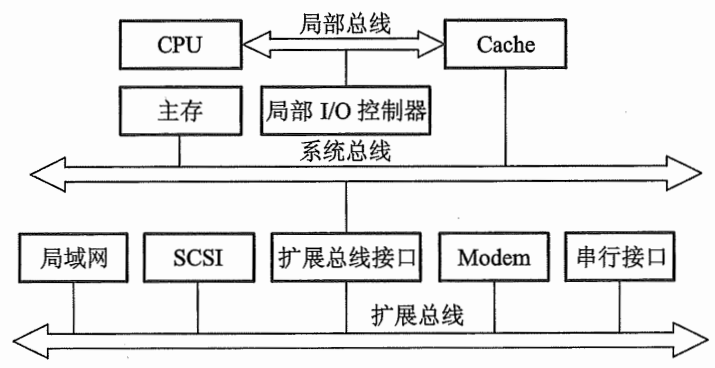 局部总线
CPU
Cache
主存
局部 I/O 控制器
系统总线
局域网
SCSI
扩展总线接口
Modem
串行接口
扩展总线